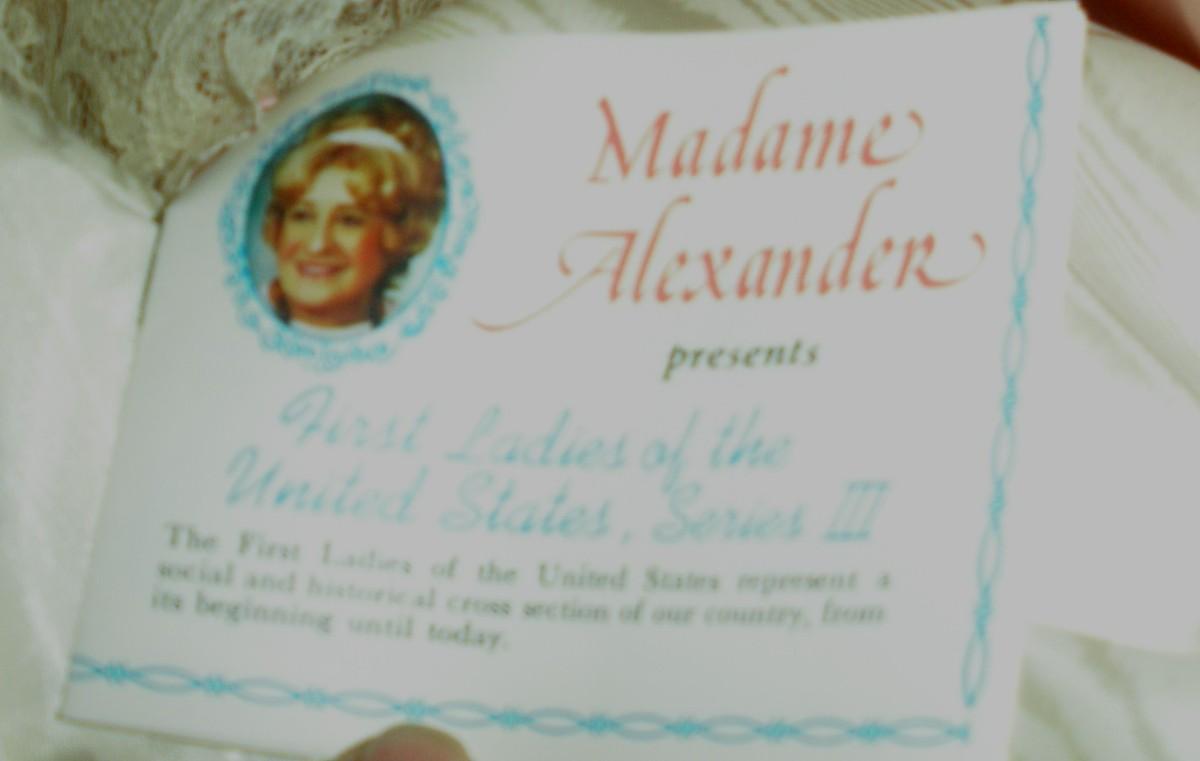 Madame
Alexander
presents
First Ladies of the
United States, Series III
The First Ladies of the United States represent a
social and historical cross section of our country, from
its beginning until today.